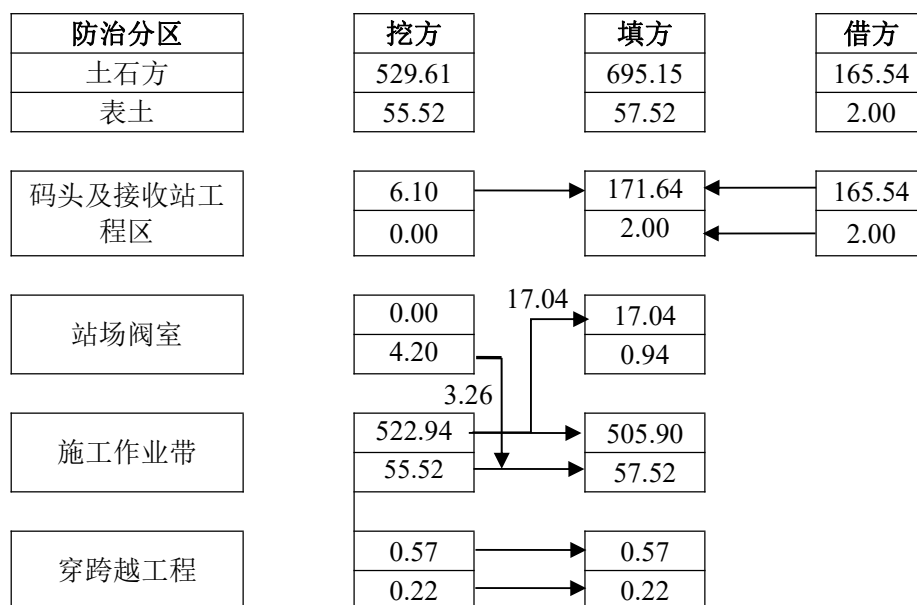 防治分区 挖方 填方 借方
土石方 529.61 695.15 165.54
表土 55.52 57.52 2.00
码头及接收站工
程区
6.10 171.64 165.54
0.00 2.00 2.00
站场阀室
0.00 17.04 17.04
4.20 0.94
3.26
施工作业带
522.94 505.90
55.52 57.52
穿跨越工程
0.57 0.57
0.22 0.22